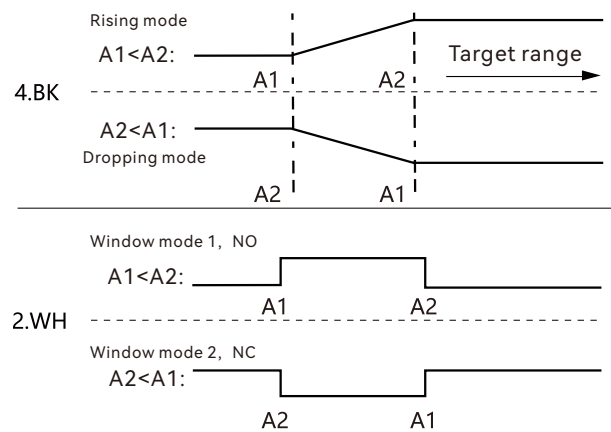 Rising mode
A1<A2:
A1
A2
Target range
4.BK
A2<A1:
Dropping mode
A2
A1
Window mode 1, NO
A1<A2:
A1
A2
2.WH
Window mode 2, NC
A2<A1:
A2
A1